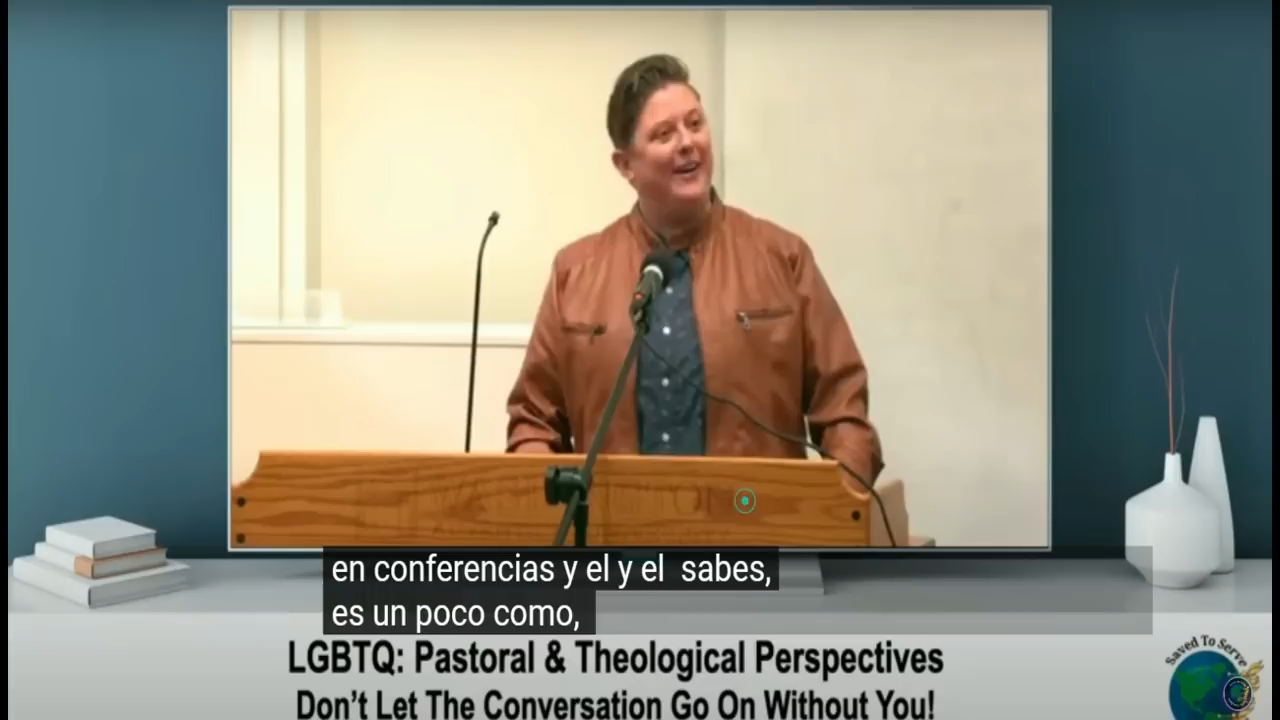 en conferencias y el y el sabes,
es un poco como,
LGBTQ: Pastoral & Theological Perspectives
Don't Let The Conversation Go On Without You!
Saved To Serve